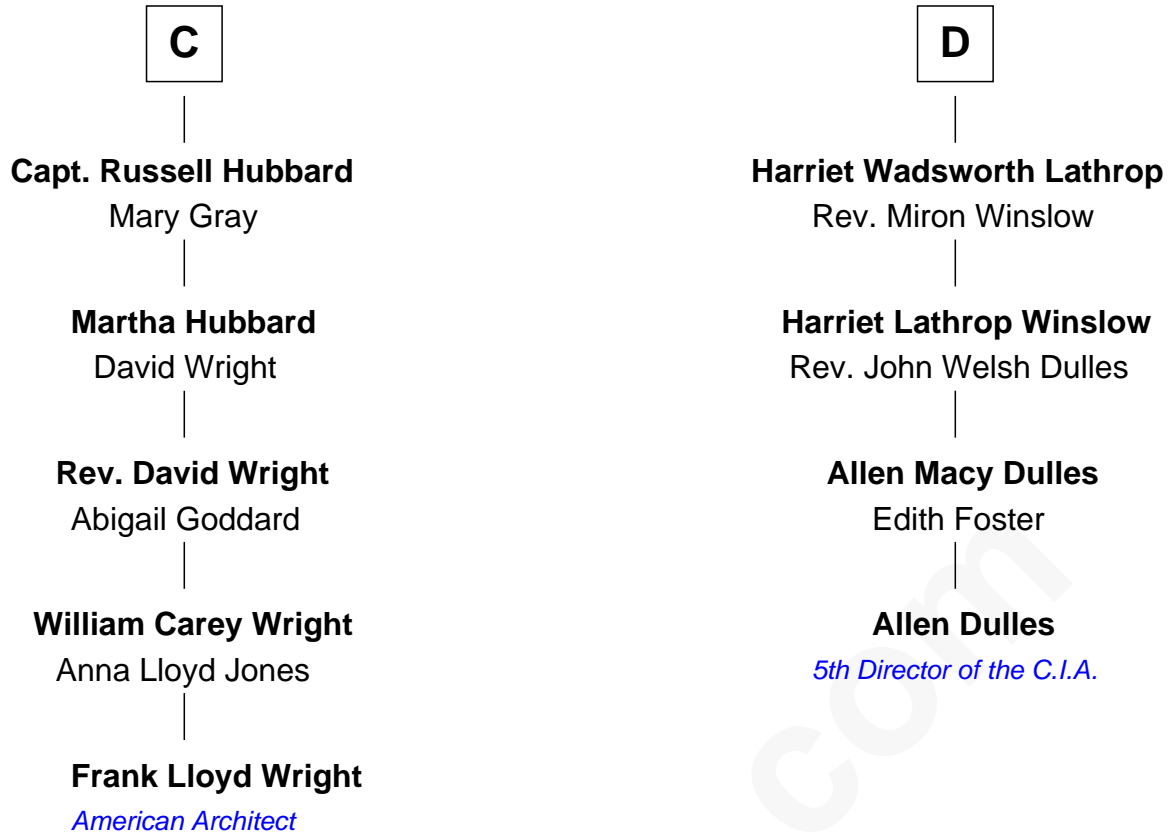 C
Capt. Russell Hubbard
Mary Gray
Martha Hubbard
David Wright
Rev. David Wright
Abigail Goddard
William Carey Wright
Anna Lloyd Jones
Frank Lloyd Wright
American Architect
D
Harriet Wadsworth Lathrop
Rev. Miron Winslow
Harriet Lathrop Winslow
Rev. John Welsh Dulles
Allen Macy Dulles
Edith Foster
Allen Dulles
5th Director of the C.I.A.
com